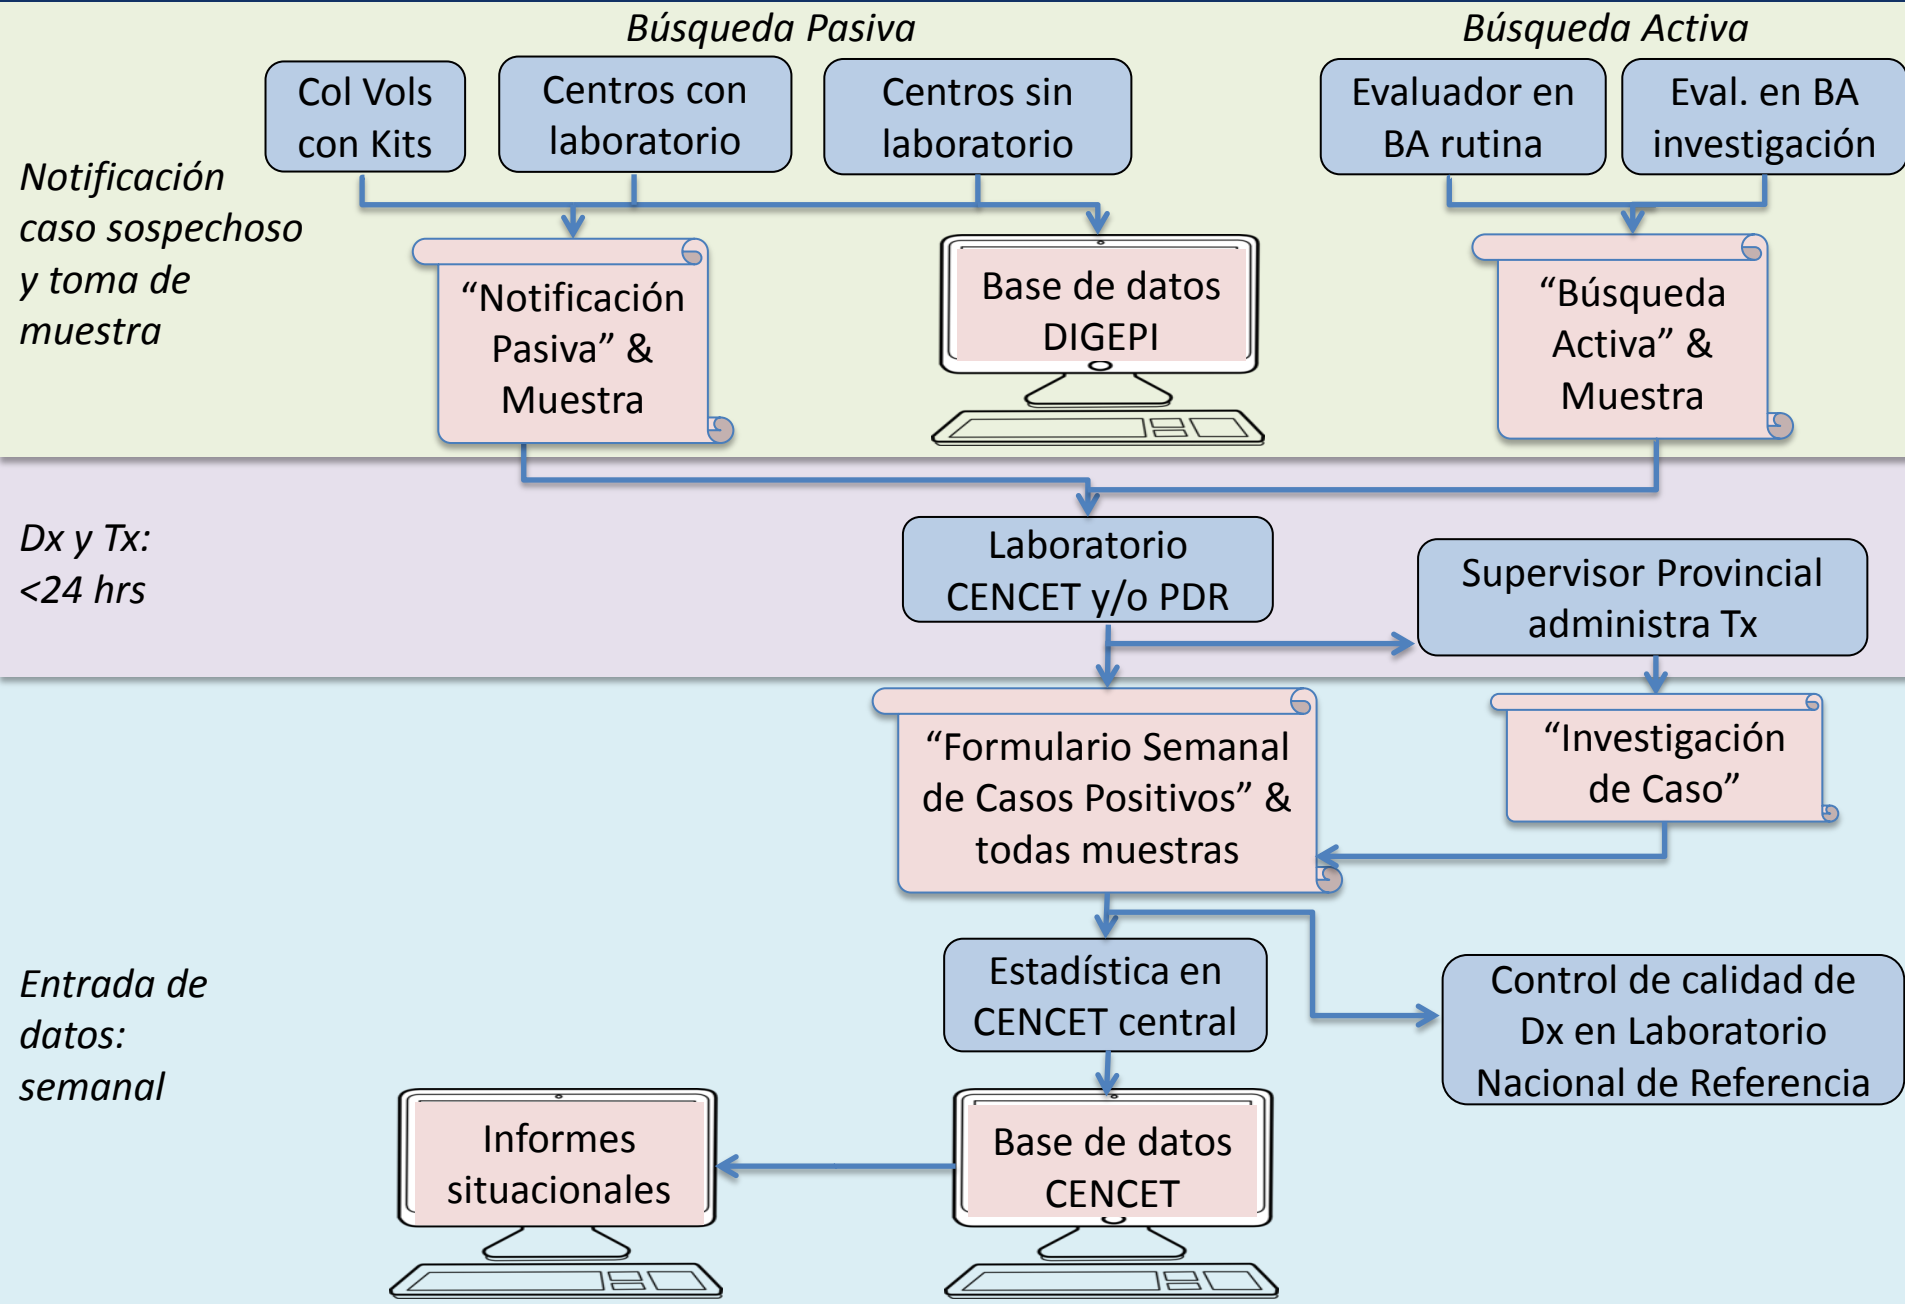 Búsqueda Pasiva
Búsqueda Activa
Col Vols
con Kits
Centros con
laboratorio
Centros sin
laboratorio
Evaluador en
BA rutina
Eval. en BA
investigación
Notificación
caso sospechoso
y toma de
muestra
“Notificación
Pasiva” &
Muestra
Base de datos
DIGEPI
“Búsqueda
Activa” &
Muestra
Dx y Tx:
<24 hrs
Laboratorio
CENCET y/o PDR
Supervisor Provincial
administra Tx
“Formulario Semanal
de Casos Positivos” &
todas muestras
“Investigación
de Caso”
Entrada de
datos:
semanal
Estadística en
CENCET central
Control de calidad de
Dx en Laboratorio
Nacional de Referencia
Informes
situacionales
Base de datos
CENCET